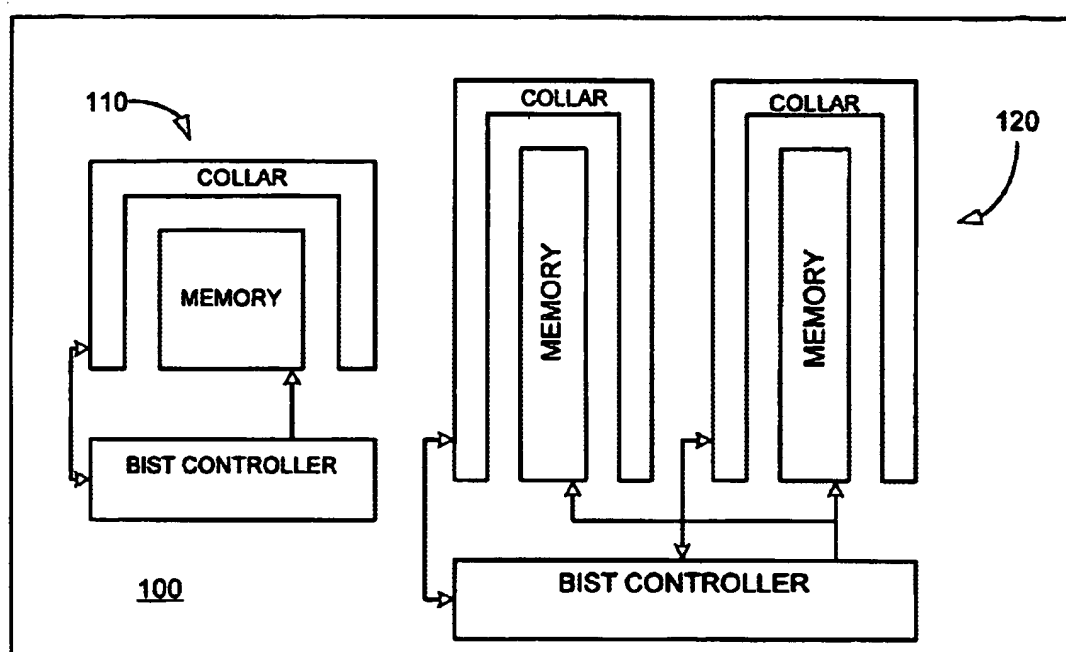 110
COLLAR
MEMORY
BIST CONTROLLER
100
COLLAR
COLLAR
120
MEMORY
MEMORY
BIST CONTROLLER